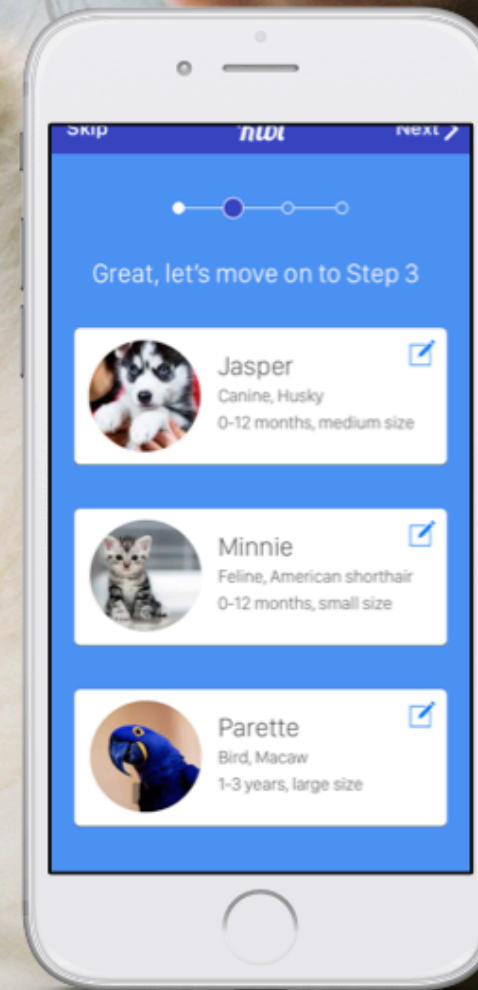 Skip Next
Great, let's move on to Step 3
Jasper
Canine, Husky
0-12 months, medium size
Minnie
Feline, American shorthair
0-12 months, small size
Parette
Bird, Macaw
1-3 years, large size